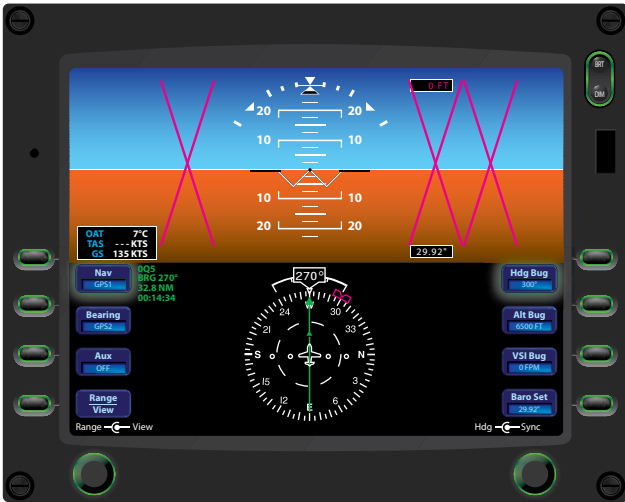 BRT
DIM
0 FT
20 20
10 10
10 10
20 20
OAT 7°C
TAS - - - KTS
GS 135 KTS
29.92"
Nav
GPS1
0Q5
BRG 270°
32.8 NM
00:14:34
270°
Hdg Bug
300°
Bearing
GPS2
Alt Bug
6500 FT
Aux
OFF
VSI Bug
0 FPM
Range
View
Baro Set
29.92"
W
24 30
21 33
S N
15 3
12 6
E
Range View
Hdg Sync